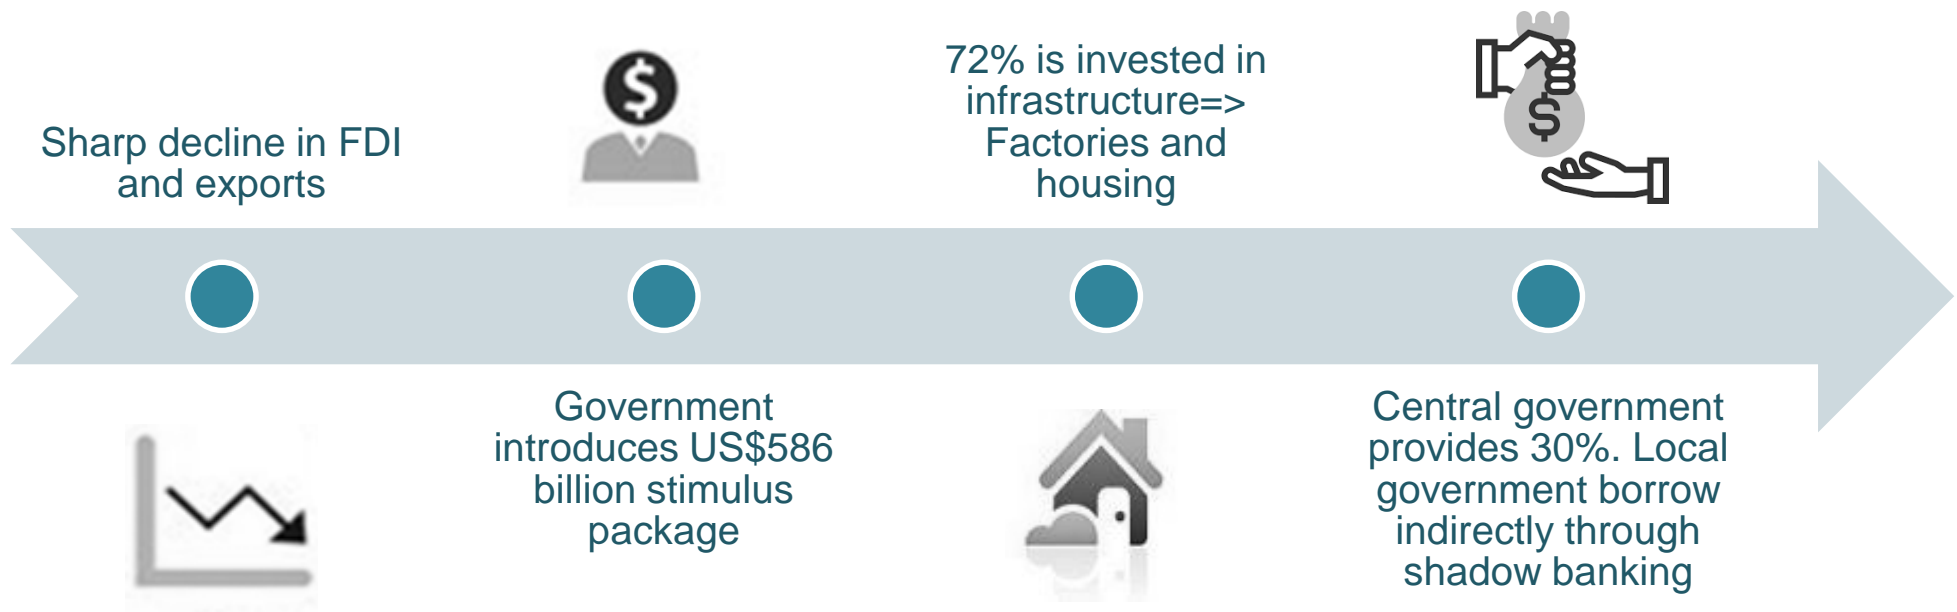 Sharp decline in FDI
and exports
Government
introduces US$586
billion stimulus
package
72% is invested in
infrastructure=>
Factories and
housing
Central government
provides 30%. Local
government borrow
indirectly through
shadow banking
$
$